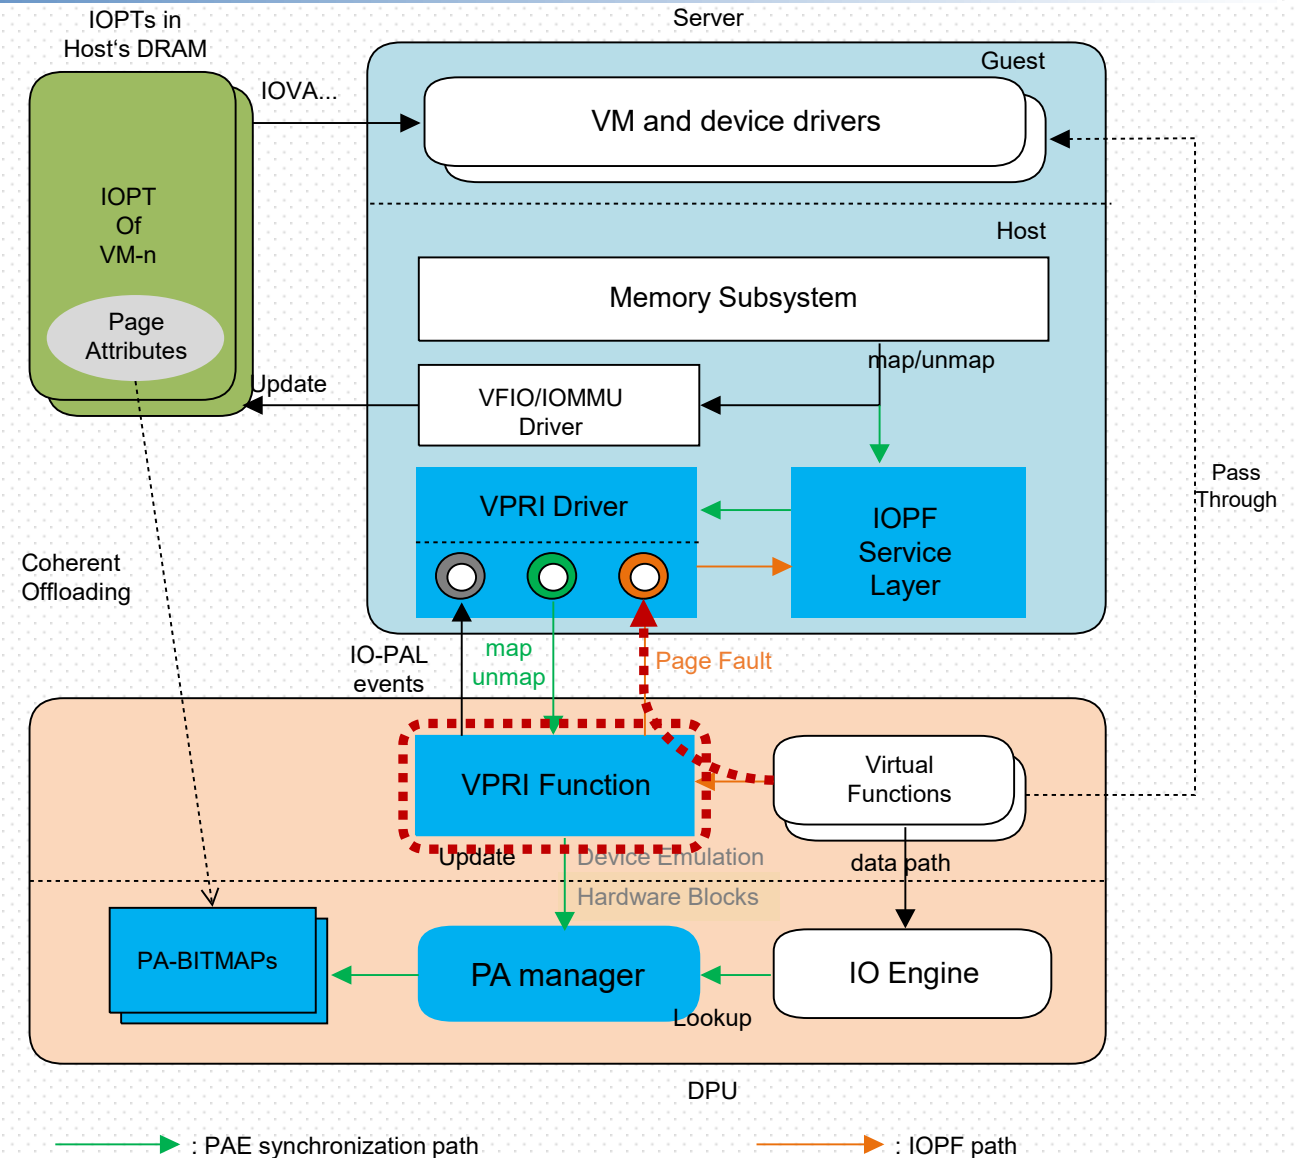 IOPTs in
Host‘s DRAM
Server
IOVA...
Guest
VM and device drivers
IOPT
Of
VM-n
Page
Attributes
Host
Memory Subsystem
map/unmap
Update
VFIO/IOMMU
Driver
VPRI Driver
IOPF
Service
Layer
Pass
Through
Coherent
Offloading
IO-PAL
events
map
unmap
Page Fault
VPRI Function
Virtual
Functions
Update
Device Emulation
data path
Hardware Blocks
PA-BITMAPs
PA manager
IO Engine
Lookup
DPU
: PAE synchronization path
: IOPF path